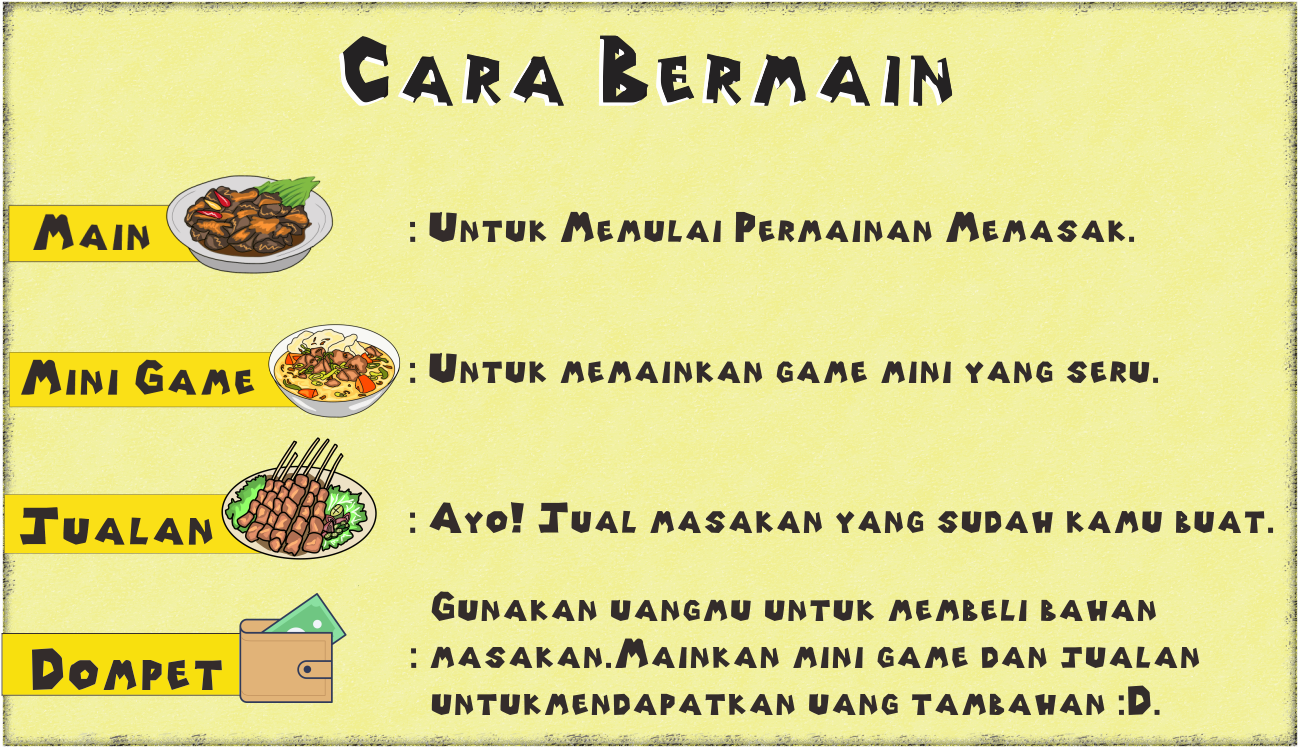 Cara Bermain
Main : Untuk Memulai Permainan Memasak.
Mini Game : Untuk memainkan game mini yang seru.
Jualan : Ayo! Jual masakan yang sudah kamu buat.
Gunakan uangmu untuk membeli bahan
Dompet : masakan.Mainkan mini game dan jualan
untukmendapatkan uang tambahan :D.